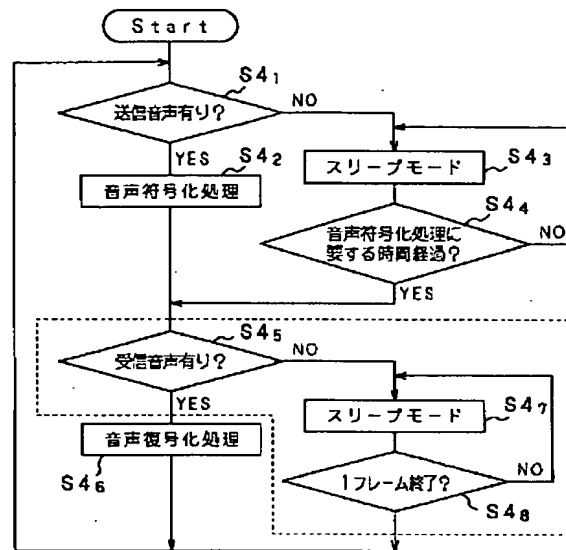 Start
S4₁
送信音声有り?
NO
YES
S4₂
音声符号化処理
S4₃
スリープモード
S4₄
音声符号化処理に
要する時間経過?
NO
YES
S4₅
受信音声有り?
NO
YES
音声復号化処理
S4₆
S4₇
スリープモード
1フレーム終了?
NO
S4₈